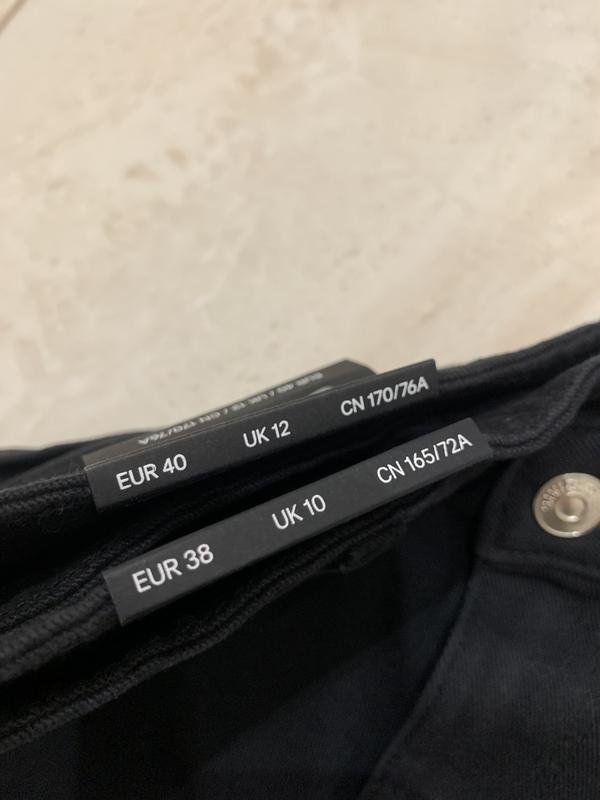 EUR 40 UK 12 CN 170/76A
EUR 38 UK 10 CN 165/72A